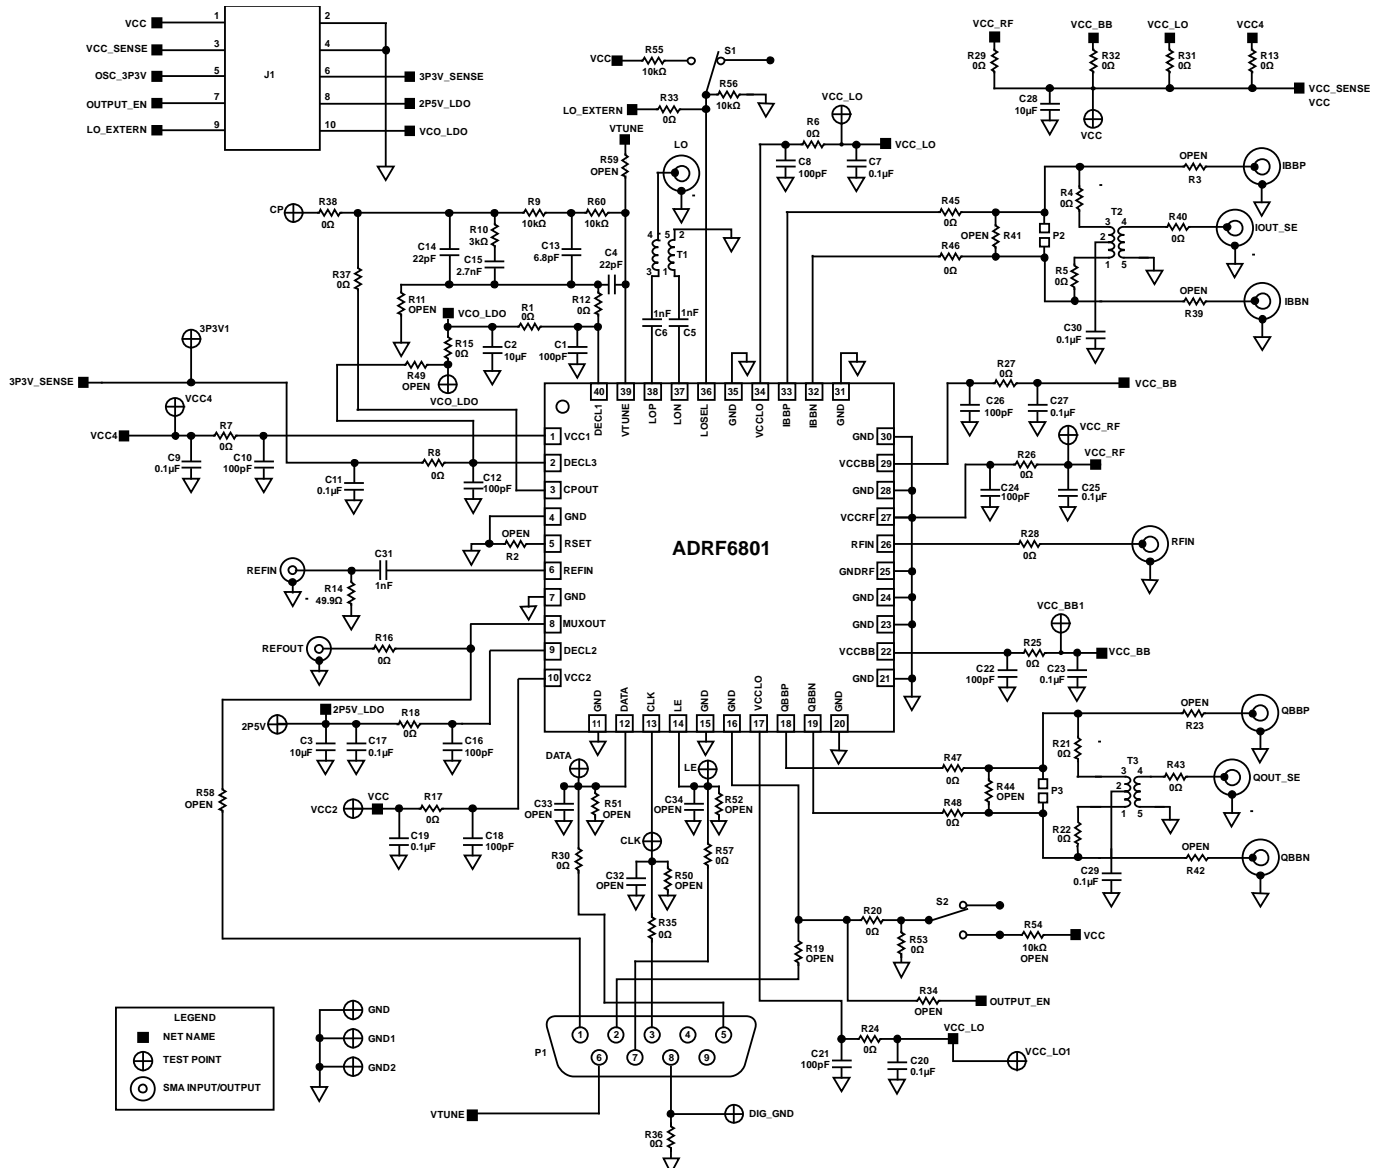 VCC 1 2
VCC_SENSE 3 4
OSC_3P3V 5 6 3P3V_SENSE
J1
OUTPUT_EN 7 8 2P5V_LDO
LO_EXTERN 9 10 VCO_LDO
VCC R55 10kΩ S1
R56 10kΩ
LO_EXTERN R33 0Ω
VTUNE
R59 OPEN
LO
VCC_LO
R6 0Ω
VCC_LO
C8 100pF
C7 0.1µF
VCC_RF VCC_BB VCC_LO VCC4
R29 0Ω
R32 0Ω
R31 0Ω
R13 0Ω
C28 10µF
VCC
VCC_SENSE
VCC
CP R38 0Ω
R37 0Ω
C14 22pF
R10 3kΩ
C15 2.7nF
R9 10kΩ
R60 10kΩ
C13 6.8pF
C4 22pF
R11 OPEN
R12 0Ω
VCO_LDO
R15 0Ω
R1 0Ω
C2 10µF
C1 100pF
R49 OPEN
VCO_LDO
4 5 2
3 1 T1
1nF C6
1nF C5
R45 0Ω
R46 0Ω
OPEN R41
P2
R4 0Ω
R5 0Ω
T2
3 4
2
1 5
OPEN R3
IBBP
R40 0Ω
IOUT_SE
OPEN R39
IBBN
C30 0.1µF
3P3V1
3P3V_SENSE
VCC4
VCC4
R7 0Ω
C9 0.1µF
C10 100pF
R8 0Ω
C11 0.1µF
C12 100pF
OPEN
R2
REFIN
C31
1nF
R14 49.9Ω
REFOUT
R16 0Ω
2P5V
2P5V_LDO
R18 0Ω
C3 10µF
C17 0.1µF
C16 100pF
R58 OPEN
VCC2
VCC
R17 0Ω
C19 0.1µF
C18 100pF
40 39 38 37 36 35 34 33 32 31
DECL1 VTUNE LOP LON LOSEL GND VCCLO IBBP IBBN GND
1 VCC1
2 DECL3
3 CPOUT
4 GND
5 RSET
6 REFIN
7 GND
8 MUXOUT
9 DECL2
10 VCC2
ADRF6801
GND 30
VCCBB 29
GND 28
VCCRF 27
RFIN 26
GNDRF 25
GND 24
GND 23
VCCBB 22
GND 21
GND DATA CLK LE GND GND VCCLO QBBP QBBN GND
11 12 13 14 15 16 17 18 19 20
R27 0Ω
VCC_BB
C26 100pF
C27 0.1µF
VCC_RF
R26 0Ω
VCC_RF
C24 100pF
C25 0.1µF
R28 0Ω
RFIN
VCC_BB1
R25 0Ω
VCC_BB
C22 100pF
C23 0.1µF
DATA
C33 OPEN
R51 OPEN
R30 0Ω
CLK
C32 OPEN
R50 OPEN
R35 0Ω
LE
C34 OPEN
R52 OPEN
R57 0Ω
R47 0Ω
R48 0Ω
R44 OPEN
P3
R21 0Ω
R22 0Ω
T3
3 4
2
1 5
OPEN R23
QBBP
R43 0Ω
QOUT_SE
OPEN R42
QBBN
C29 0.1µF
R19 OPEN
R20 0Ω
R53 0Ω
S2
R54 10kΩ OPEN
VCC
R34 OPEN
OUTPUT_EN
R24 0Ω
VCC_LO
VCC_LO1
C21 100pF
C20 0.1µF
P1
1 2 3 4 5
6 7 8 9
VTUNE
DIG_GND
R36 0Ω
LEGEND
NET NAME
TEST POINT
SMA INPUT/OUTPUT
GND
GND1
GND2